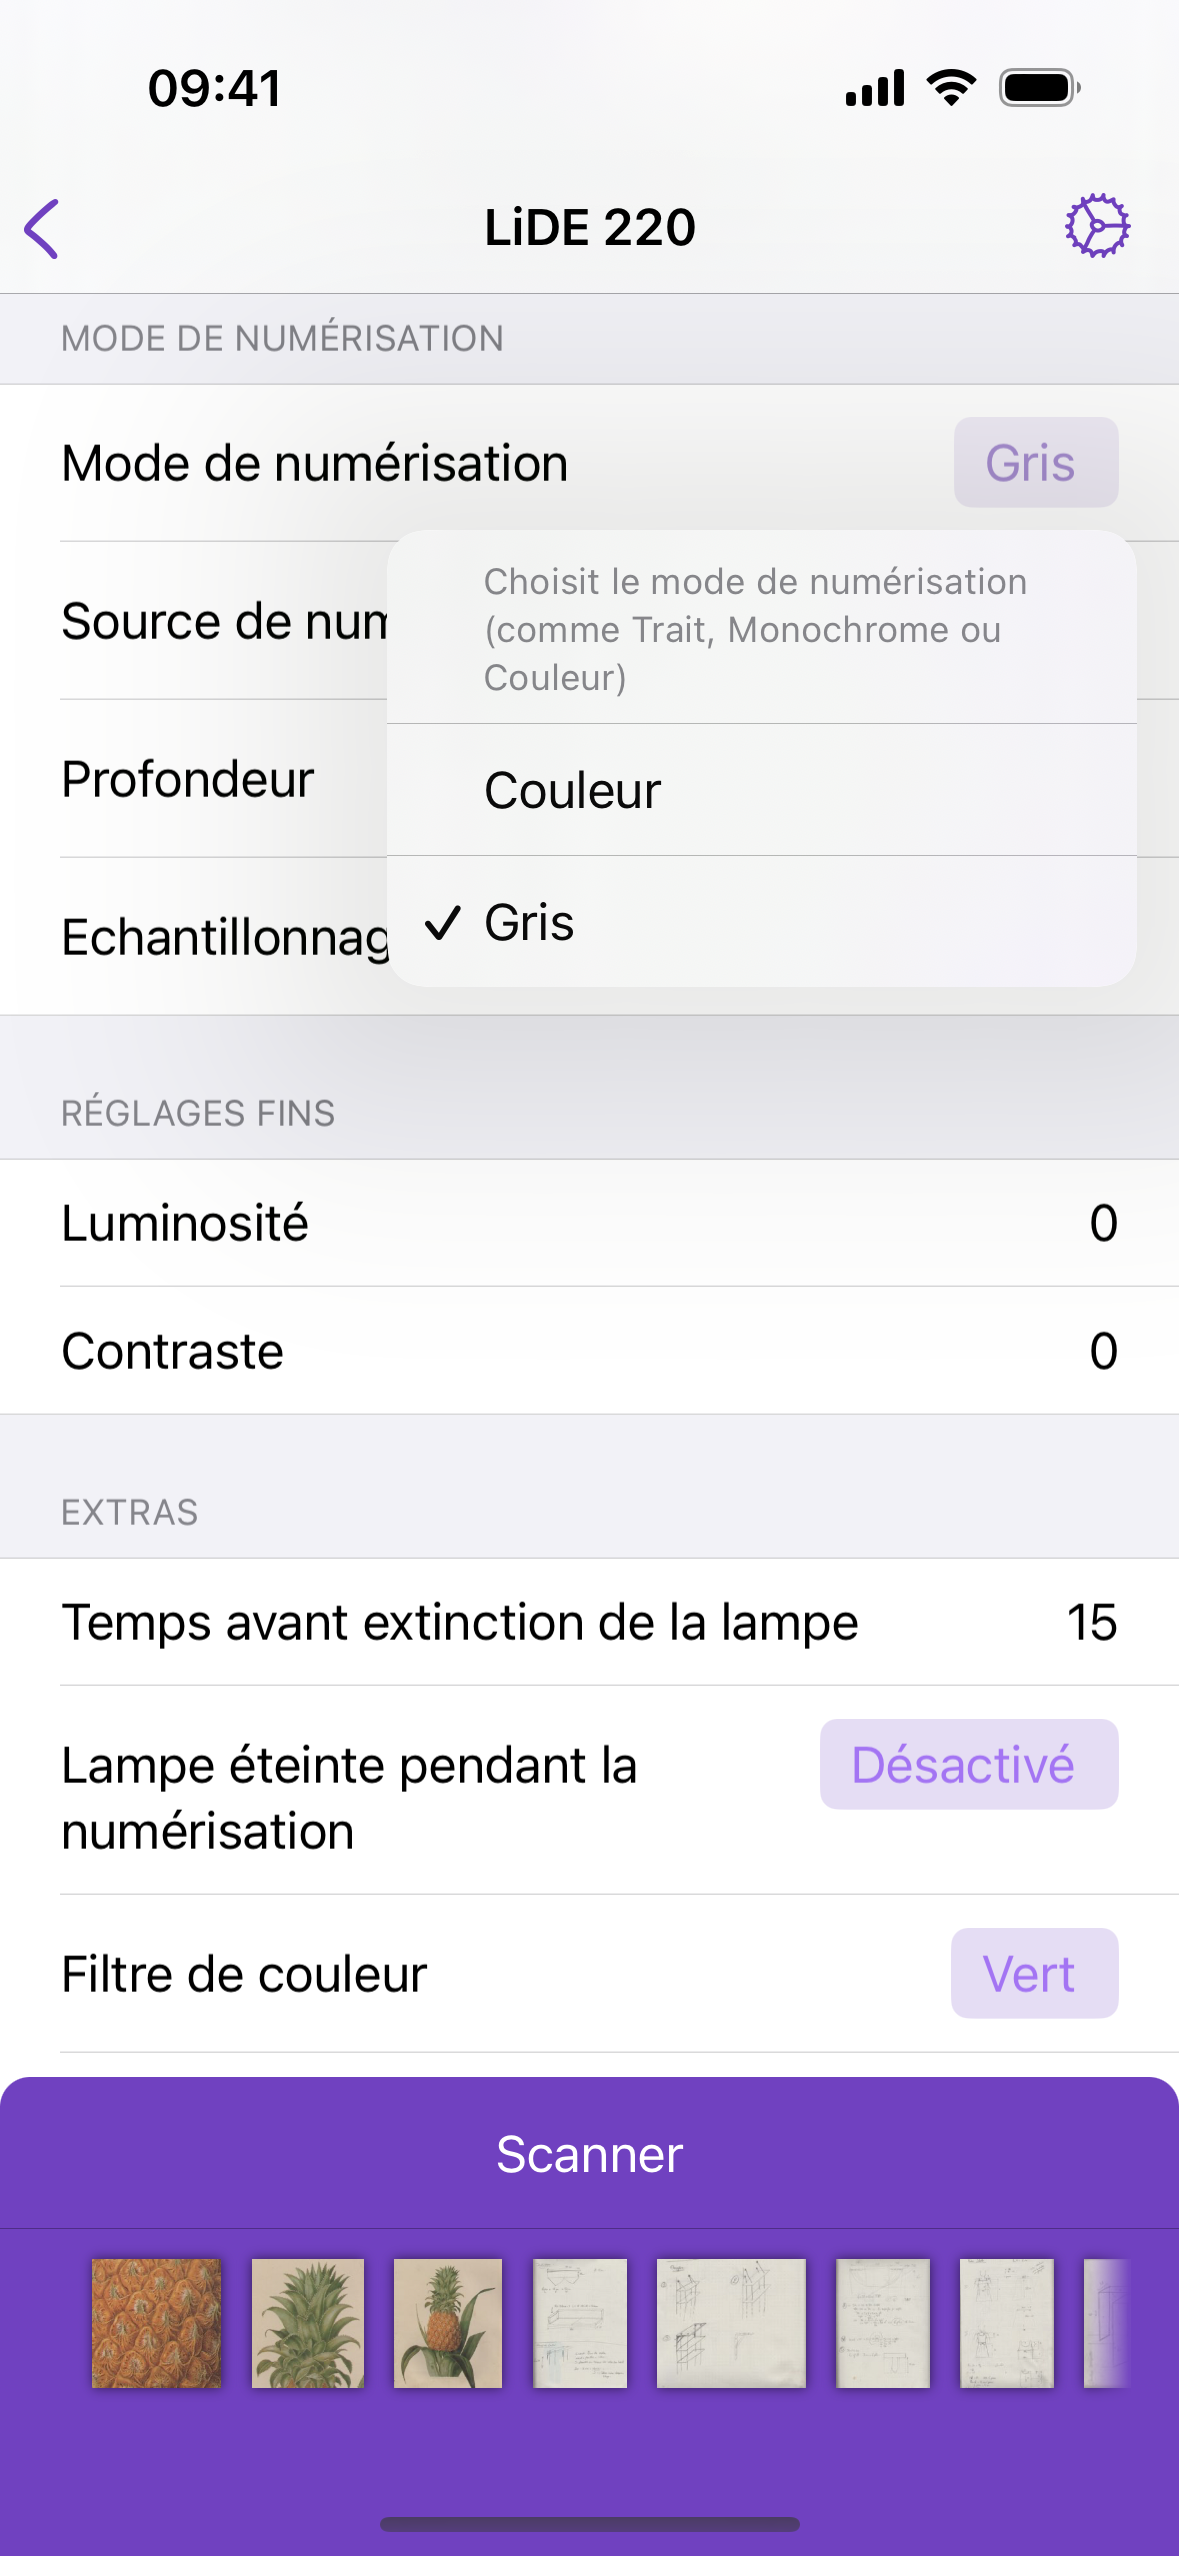 09:41
LiDE 220
MODE DE NUMÉRISATION
Mode de numérisation
Gris
Choisit le mode de numérisation
(comme Trait, Monochrome ou
Couleur)
Source de num
Profondeur
Couleur
Gris
Echantillonnag
RÉGLAGES FINS
Luminosité
0
Contraste
0
EXTRAS
Temps avant extinction de la lampe
15
Lampe éteinte pendant la
numérisation
Désactivé
Filtre de couleur
Vert
Scanner